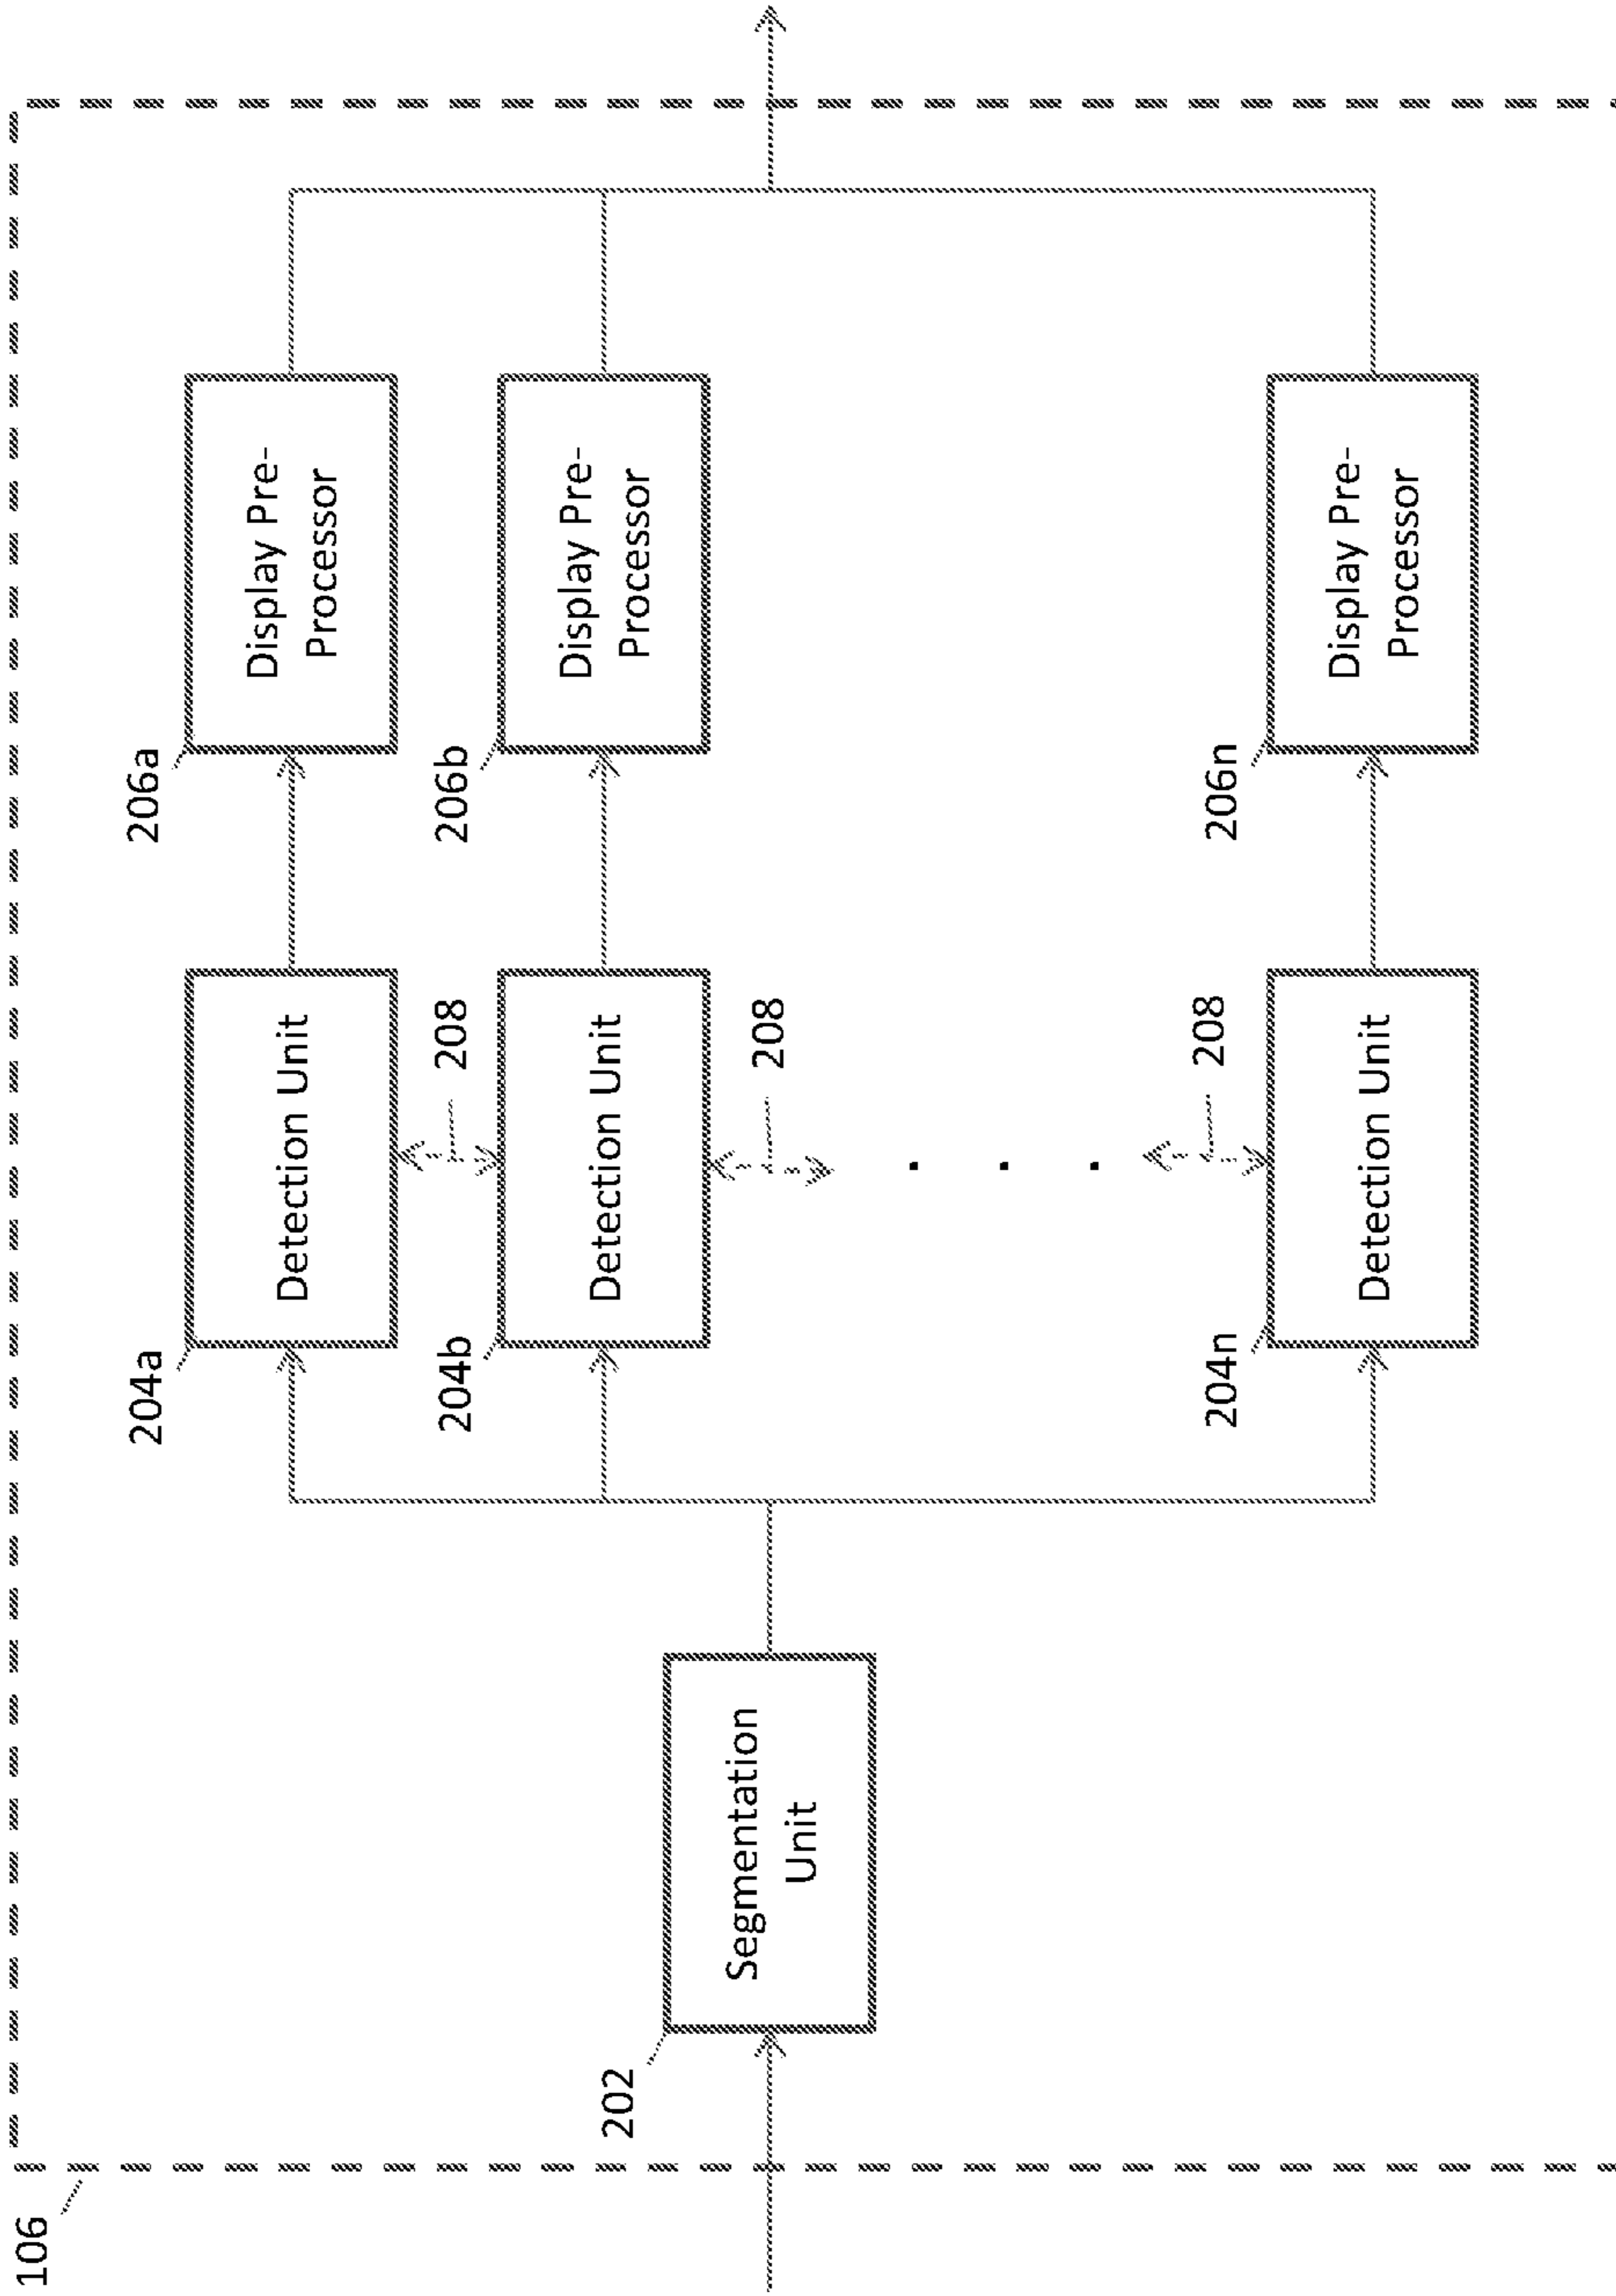 106
202
Segmentation
Unit
204a
Detection Unit
206a
Display Pre-
Processor
208
204b
Detection Unit
206b
Display Pre-
Processor
208
. . .
208
204n
Detection Unit
206n
Display Pre-
Processor